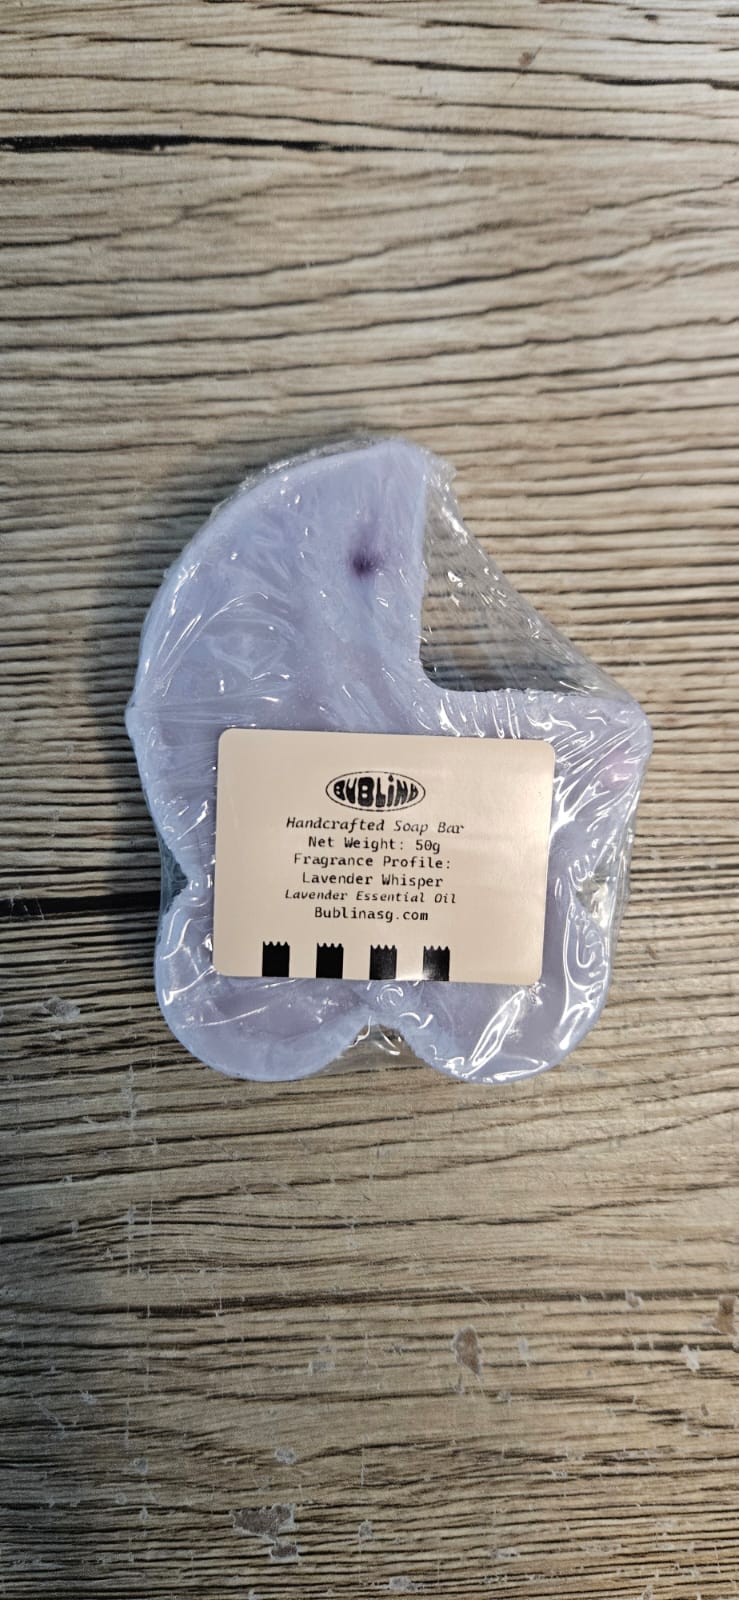 BUBLINA
Handcrafted Soap Bar
Net Weight: 50g
Fragrance Profile:
Lavender Whisper
Lavender Essential Oil
Bublinasg.com